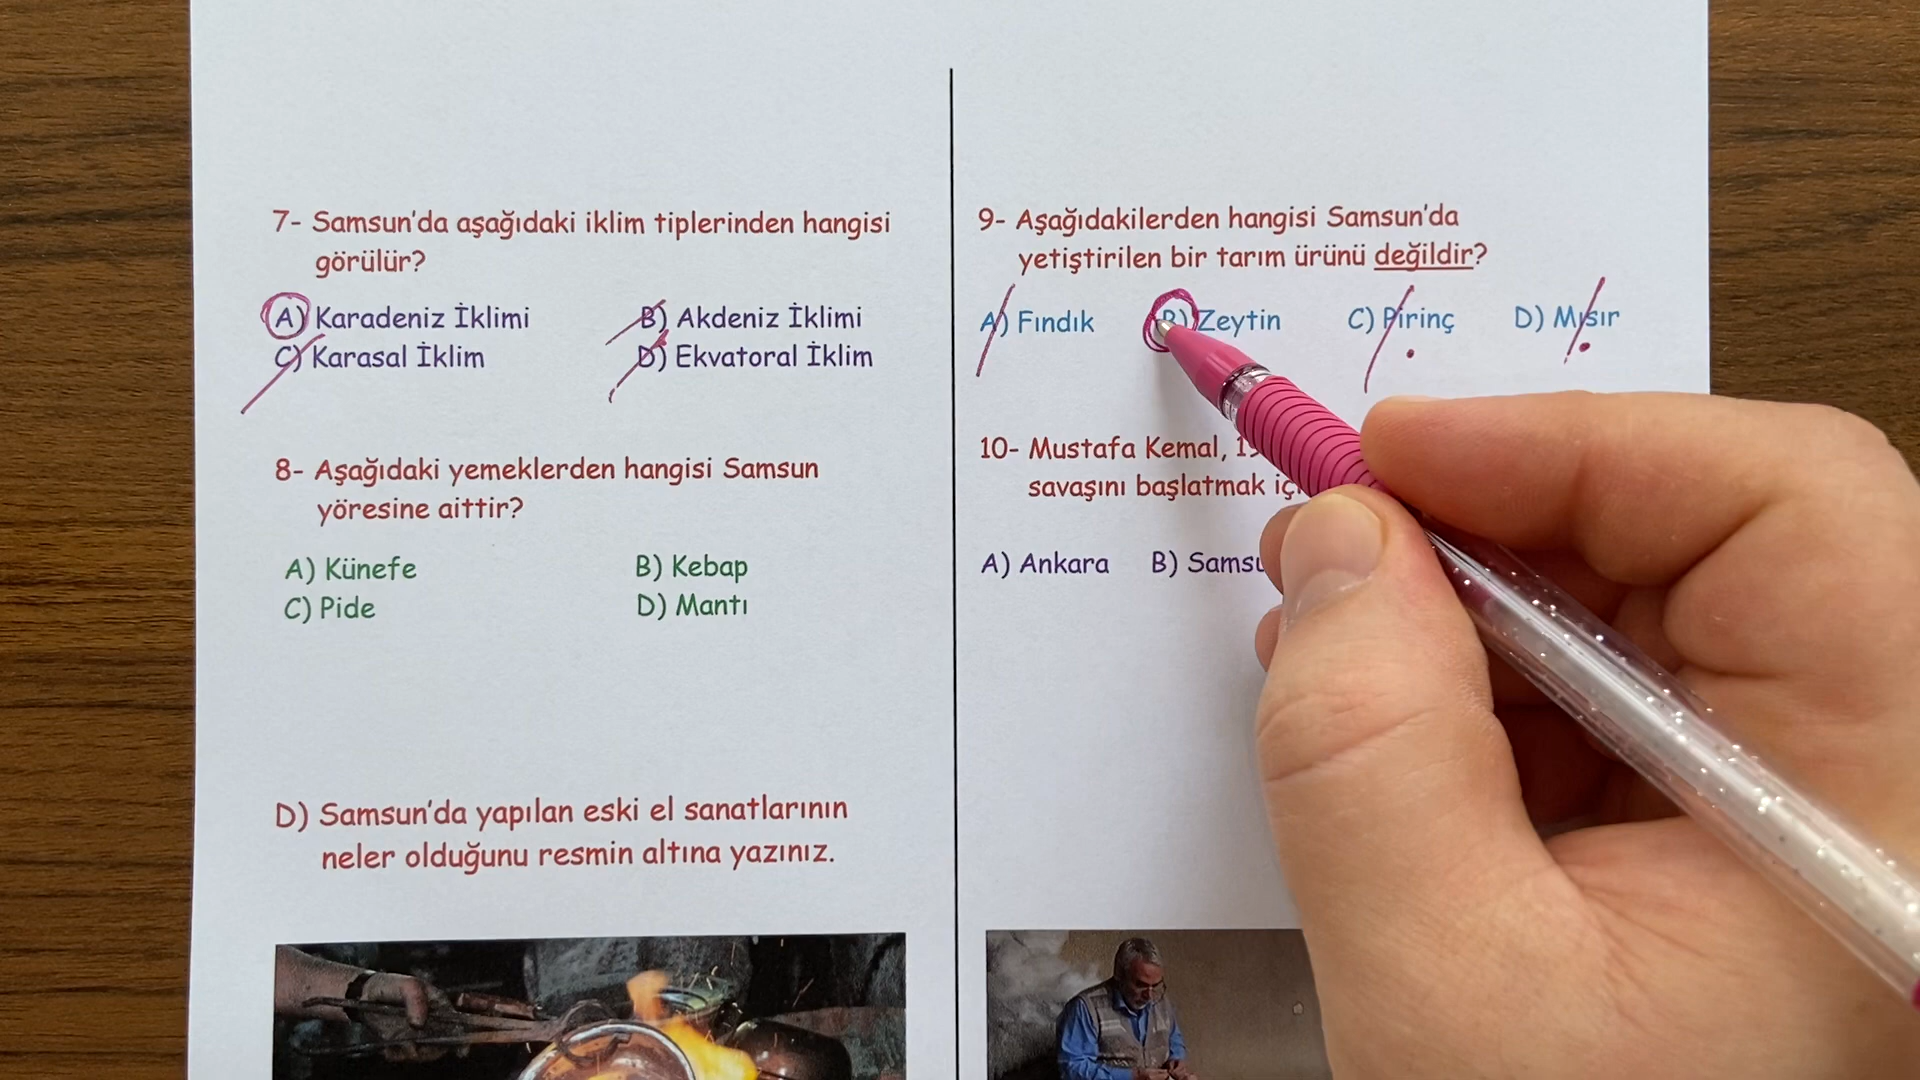 7- Samsun'da aşağıdaki iklim tiplerinden hangisi
görülür?
A) Karadeniz İklimi B) Akdeniz İklimi
C) Karasal İklim D) Ekvatoral İklim
8- Aşağıdaki yemeklerden hangisi Samsun
yöresine aittir?
A) Künefe B) Kebap
C) Pide D) Mantı
D) Samsun'da yapılan eski el sanatlarının
neler olduğunu resmin altına yazınız.
9- Aşağıdakilerden hangisi Samsun'da
yetiştirilen bir tarım ürünü değildir?
A) Fındık B) Zeytin C) Pirinç D) Mısır
10- Mustafa Kemal,
savaşını başlatmak
A) Ankara B)